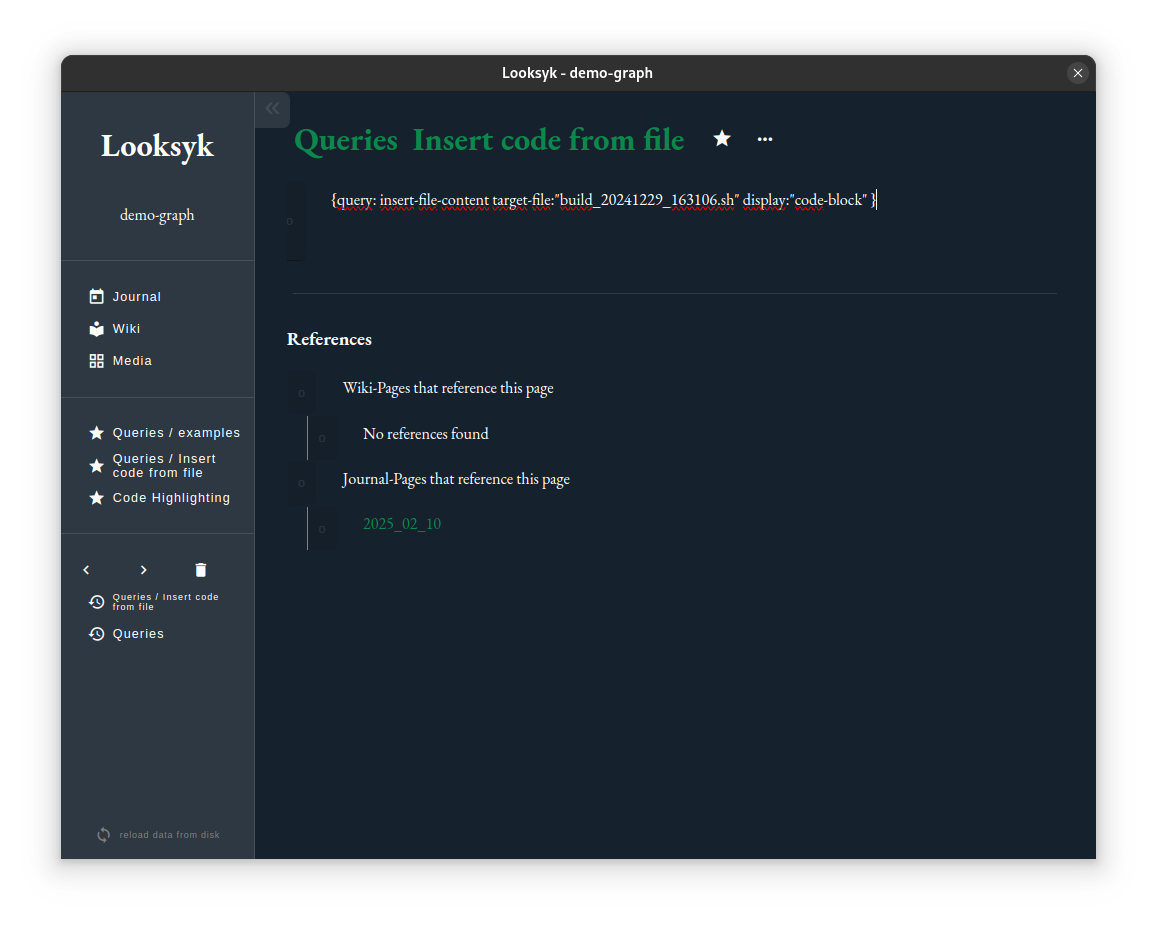 Looksyk - demo-graph
Looksyk
demo-graph
Journal
Wiki
Media
Queries / examples
Queries / Insert
code from file
Code Highlighting
Queries / Insert code
from file
Queries
reload data from disk
Queries Insert code from file
{query: insert-file-content target-file:"build_20241229_163106.sh" display:"code-block" }
References
Wiki-Pages that reference this page
No references found
Journal-Pages that reference this page
2025_02_10